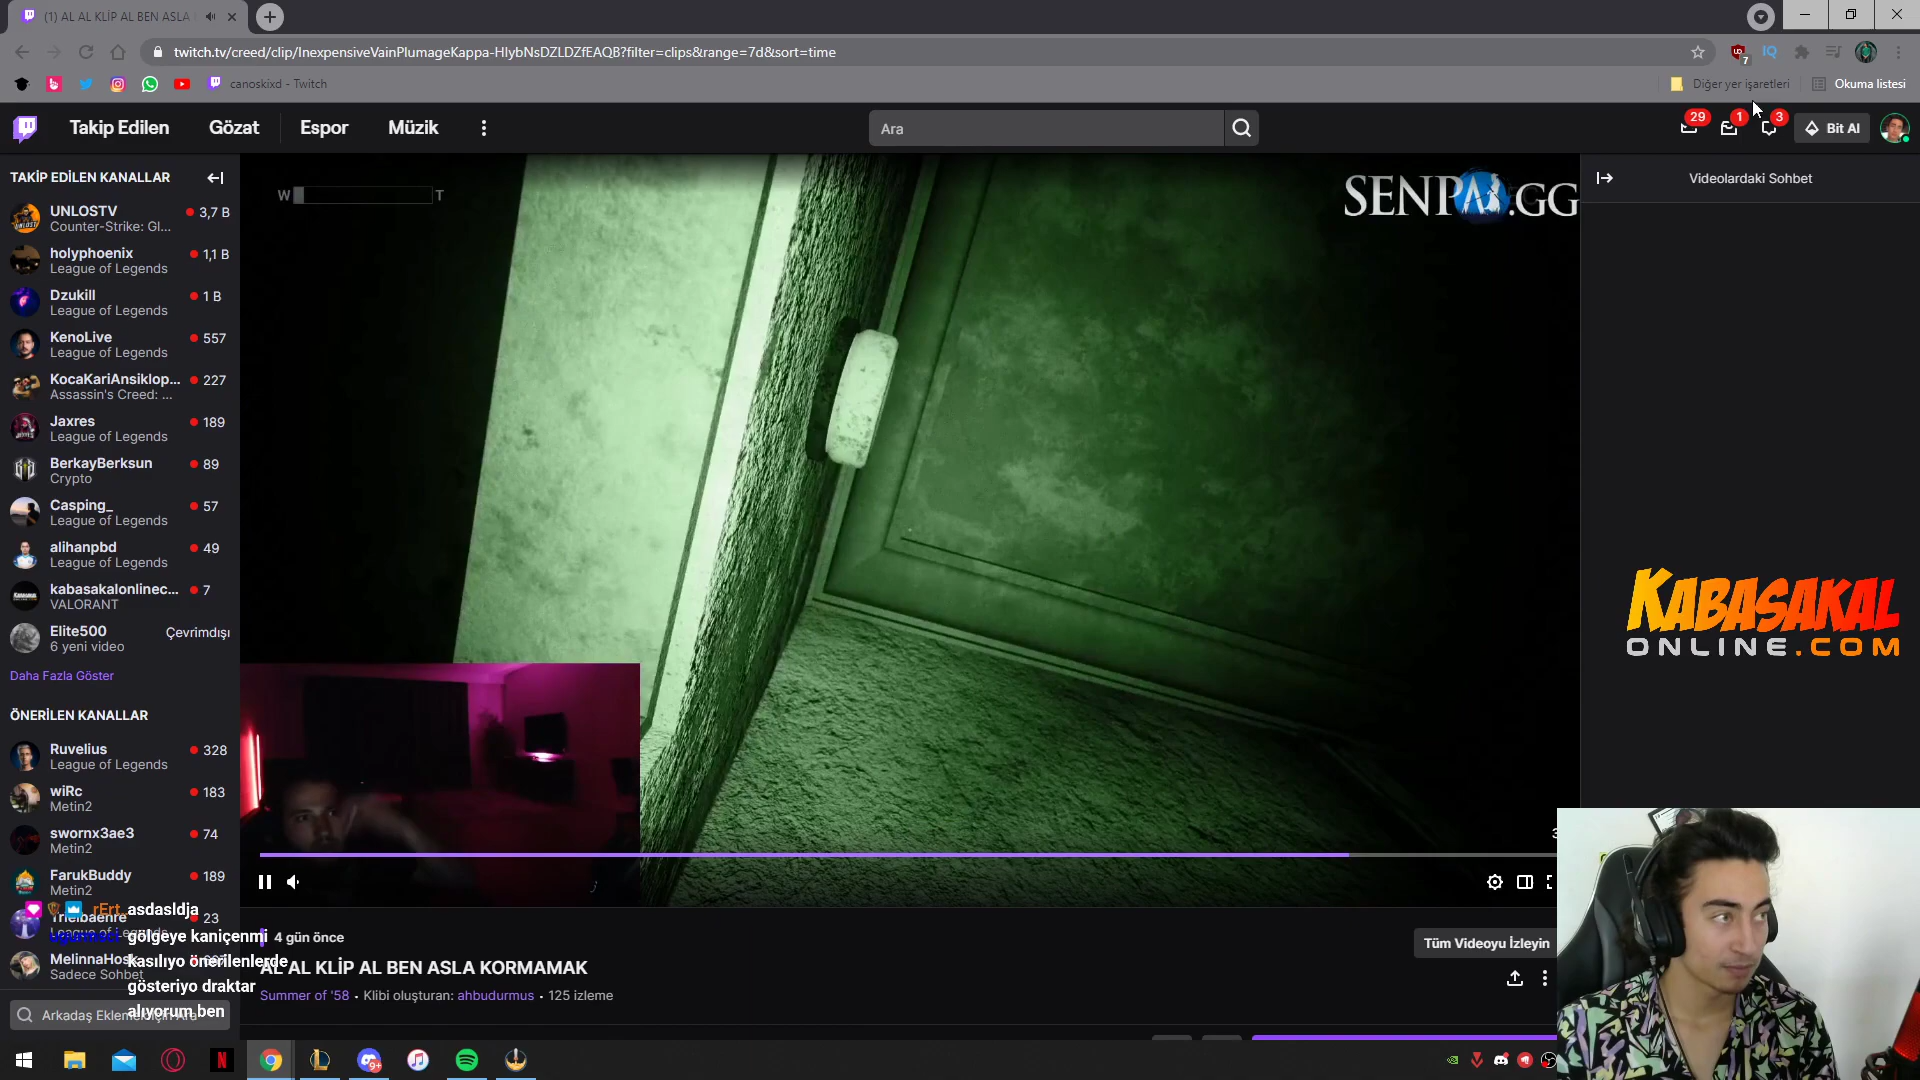 (1) AL AL KLİP AL BEN ASLA
twitch.tv/creed/clip/InexpensiveVainPlumageKappa-HlybNsDZLDZfEAQB?filter=clips&range=7d&sort=time
7
canoskixd - Twitch
Diğer yer işaretleri
Okuma listesi
Takip Edilen
Gözat
Espor
Müzik
Ara
29
1
3
Bit Al
TAKİP EDİLEN KANALLAR
UNLOSTV
3,7 B
Counter-Strike: Gl...
holyphoenix
1,1 B
League of Legends
Dzukill
1 B
League of Legends
KenoLive
557
League of Legends
KocaKariAnsiklop...
227
Assassin's Creed: ...
Jaxres
189
League of Legends
BerkayBerksun
89
Crypto
Casping_
57
League of Legends
alihanpbd
49
League of Legends
kabasakalonlinec...
7
VALORANT
Elite500
Çevrimdışı
6 yeni video
Daha Fazla Göster
ÖNERİLEN KANALLAR
Ruvelius
328
League of Legends
wiRc
183
Metin2
swornx3ae3
74
Metin2
FarukBuddy
189
Metin2
23
League of Legends
MelinnaHosk
Sadece Sohbet
rErt..
asdasldja
gölgeye kaniçenmi
kasılıyo önerilenlerde
gösteriyo draktar
alıyorum ben
W
T
SENPAI.GG
Videolardaki Sohbet
KABASAKAL
ONLINE.COM
4 gün önce
AL AL KLİP AL BEN ASLA KORMAMAK
Summer of '58 • Klibi oluşturan: ahbudurmus • 125 izleme
Tüm Videoyu İzleyin
9+